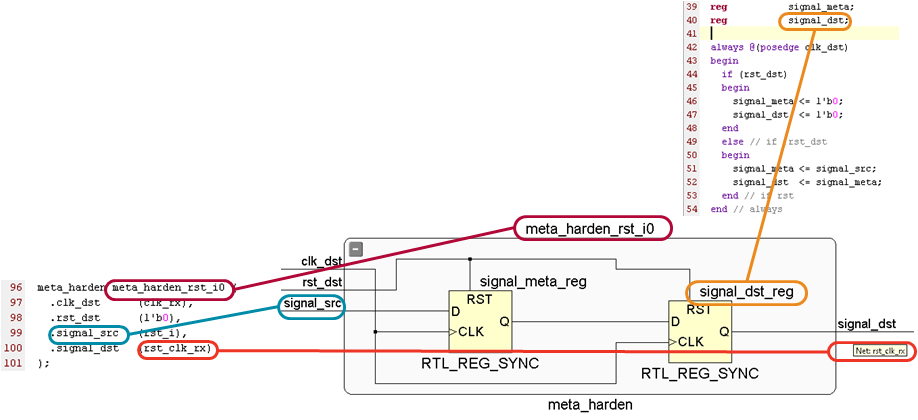 39 reg signal_meta;
40 reg signal_dst;
41
42 always @(posedge clk_dst)
43 begin
44 if (rst_dst)
45 begin
46 signal_meta <= 1'b0;
47 signal_dst <= 1'b0;
48 end
49 else // if !rst_dst
50 begin
51 signal_meta <= signal_src;
52 signal_dst <= signal_meta;
53 end // if rst
54 end // always
meta_harden_rst_i0
96 meta_harden meta_harden_rst_i0 (
97 .clk_dst (clk_rx),
98 .rst_dst (1'b0),
99 .signal_src (rst_i),
100 .signal_dst (rst_clk_rx)
101 );
clk_dst
rst_dst
signal_src
signal_meta_reg
RST
D
Q
CLK
RTL_REG_SYNC
signal_dst_reg
RST
D
Q
CLK
RTL_REG_SYNC
signal_dst
Net: rst_clk_rx
meta_harden